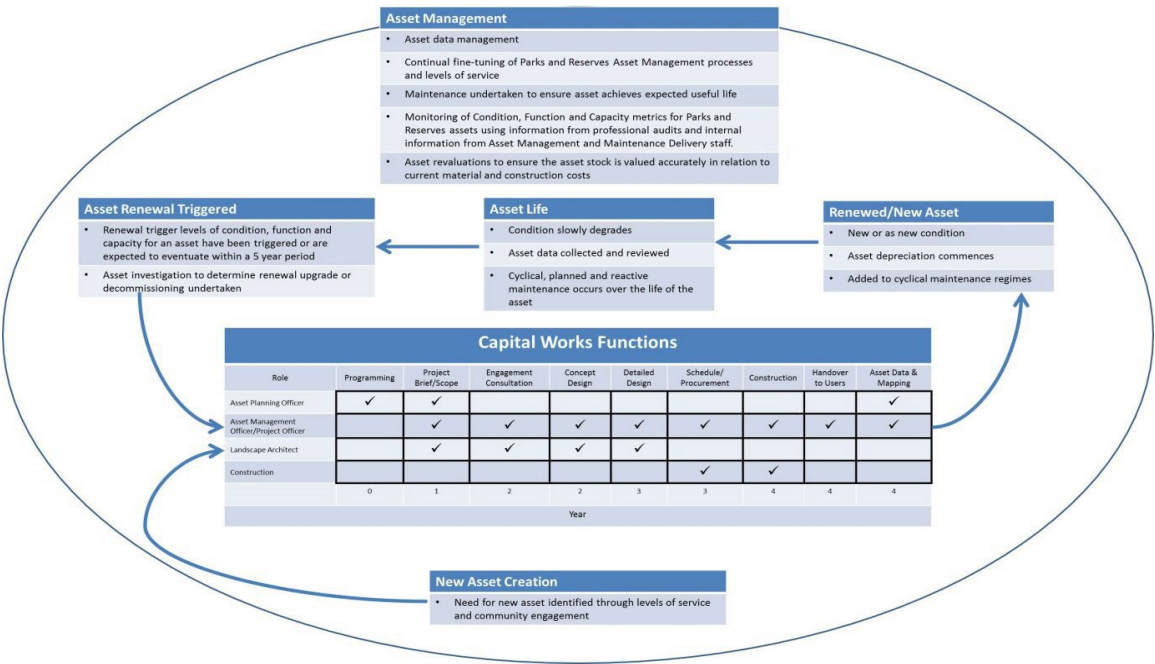 Asset Management
• Asset data management
• Continual fine-tuning of Parks and Reserves Asset Management processes
and levels of service
• Maintenance undertaken to ensure asset achieves expected useful life
• Monitoring of Condition, Function and Capacity metrics for Parks and
Reserves assets using information from professional audits and internal
information from Asset Management and Maintenance Delivery staff.
• Asset revaluations to ensure the asset stock is valued accurately in relation to
current material and construction costs
Asset Renewal Triggered
• Renewal trigger levels of condition, function and
capacity for an asset have been triggered or are
expected to eventuate within a 5 year period
• Asset investigation to determine renewal upgrade or
decommissioning undertaken
Asset Life
• Condition slowly degrades
• Asset data collected and reviewed
• Cyclical, planned and reactive
maintenance occurs over the life of the
asset
Renewed/New Asset
• New or as new condition
• Asset depreciation commences
• Added to cyclical maintenance regimes
Capital Works Functions
Role Programming Project Brief/Scope Engagement Consultation Concept Design Detailed Design Schedule/ Procurement Construction Handover to Users Asset Data & Mapping
Asset Planning Officer ✓ ✓ ✓
Asset Management
Officer/Project Officer ✓ ✓ ✓ ✓ ✓ ✓ ✓ ✓
Landscape Architect ✓ ✓ ✓ ✓
Construction ✓ ✓
0 1 2 2 3 3 4 4 4
Year
New Asset Creation
• Need for new asset identified through levels of service
and community engagement